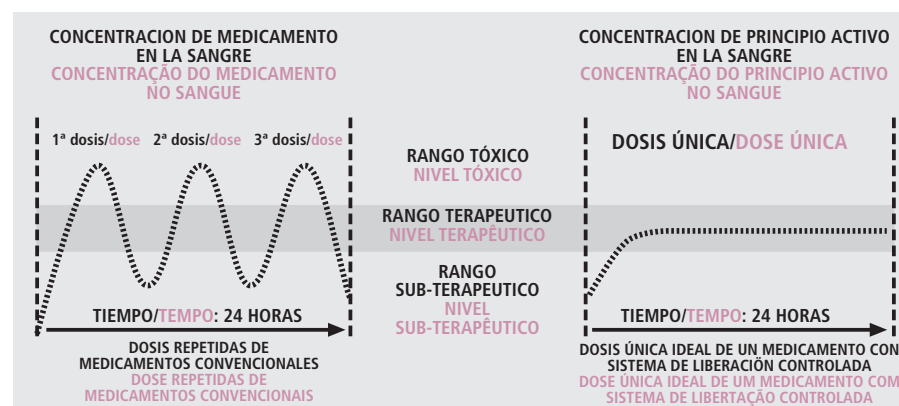 CONCENTRACION DE MEDICAMENTO
EN LA SANGRE
CONCENTRAÇÃO DO MEDICAMENTO
NO SANGUE
1ª dosis/dose 2ª dosis/dose 3ª dosis/dose
TIEMPO/TEMPO: 24 HORAS
DOSIS REPETIDAS DE
MEDICAMENTOS CONVENCIONALES
DOSE REPETIDAS DE
MEDICAMENTOS CONVENCIONAIS
RANGO TÓXICO
NIVEL TÓXICO
RANGO TERAPEUTICO
NIVEL TERAPÊUTICO
RANGO
SUB-TERAPEUTICO
NIVEL
SUB-TERAPÊUTICO
CONCENTRACION DE PRINCIPIO ACTIVO
EN LA SANGRE
CONCENTRAÇÃO DO PRINCIPIO ACTIVO
NO SANGUE
DOSIS ÚNICA/DOSE ÚNICA
TIEMPO/TEMPO: 24 HORAS
DOSIS ÚNICA IDEAL DE UN MEDICAMENTO CON
SISTEMA DE LIBERACIÖN CONTROLADA
DOSE ÚNICA IDEAL DE UM MEDICAMENTO COM
SISTEMA DE LIBERTAÇÃO CONTROLADA